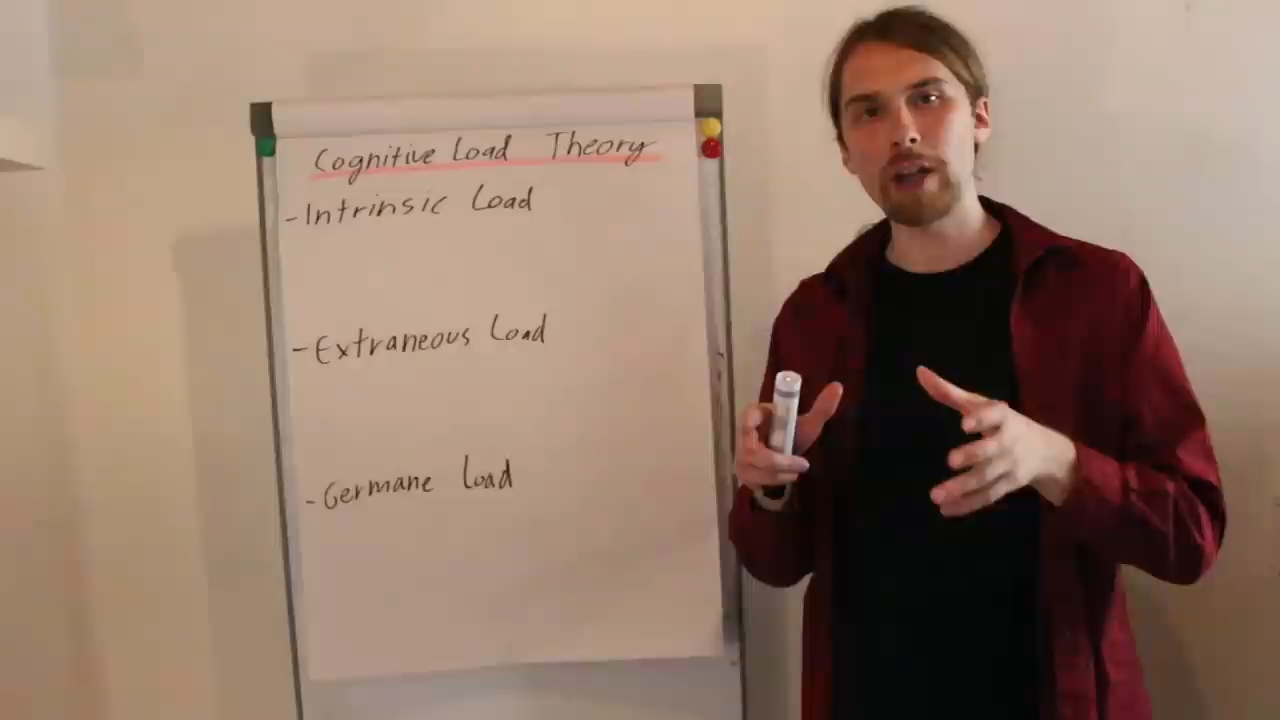 Cognitive Load Theory
-Intrinsic Load
-Extraneous Load
-Germane Load